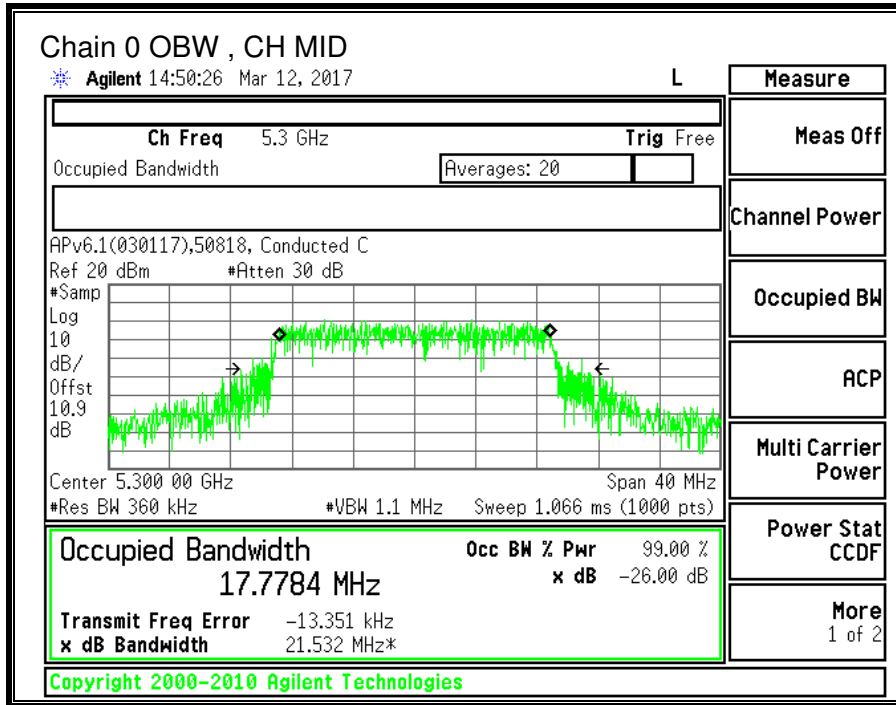 Chain 0 OBW , CH MID
Agilent 14:50:26 Mar 12, 2017 L
Measure
Ch Freq 5.3 GHz Trig Free
Meas Off
Occupied Bandwidth Averages: 20
Channel Power
APv6.1(030117),50818, Conducted C
Ref 20 dBm #Atten 30 dB
#Samp
Log
10
dB/
Offst
10.9
dB
Occupied BW
ACP
Center 5.300 00 GHz Span 40 MHz
#Res BW 360 kHz #VBW 1.1 MHz Sweep 1.066 ms (1000 pts)
Multi Carrier
Power
Occupied Bandwidth Occ BW % Pwr 99.00 %
17.7784 MHz x dB -26.00 dB
Power Stat
CCDF
Transmit Freq Error -13.351 kHz
x dB Bandwidth 21.532 MHz*
More
1 of 2
Copyright 2000-2010 Agilent Technologies